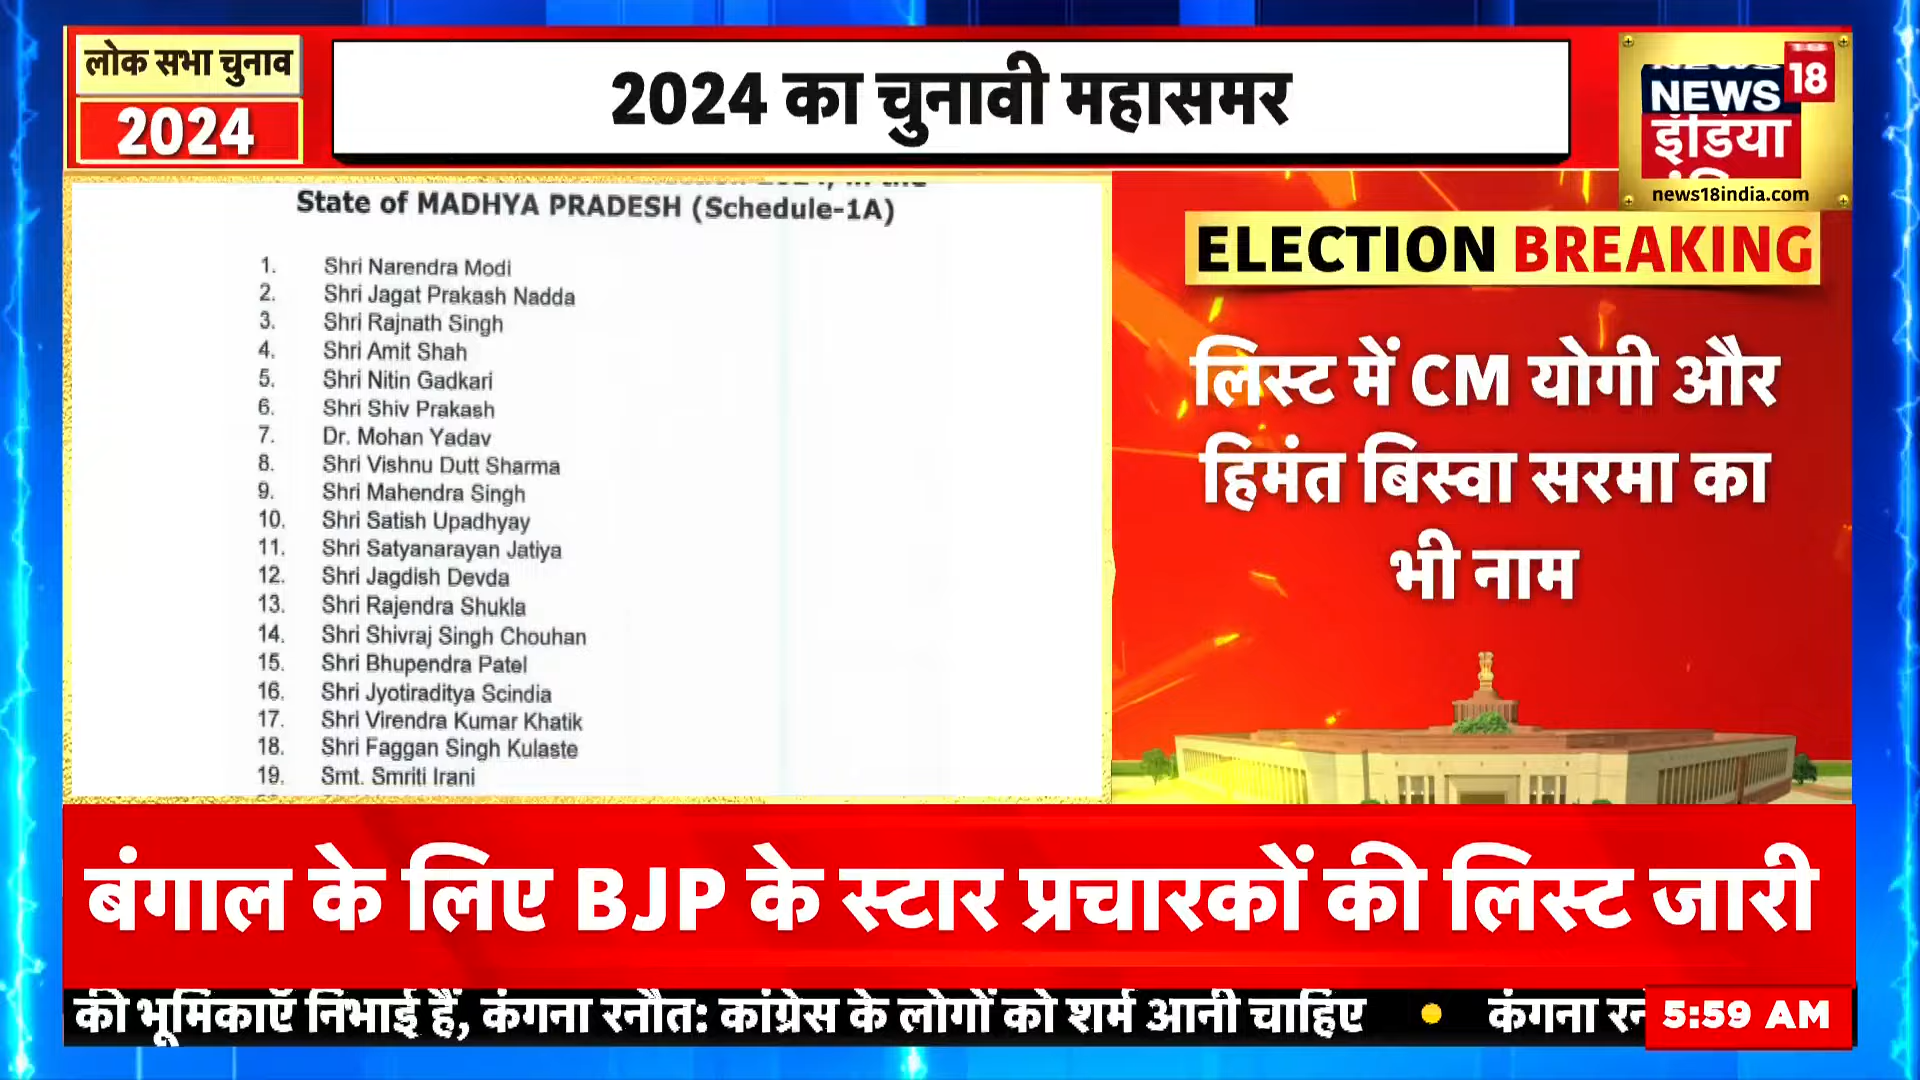 लोक सभा चुनाव
2024
2024 का चुनावी महासमर
NEWS 18
इंडिया
news18india.com
State of MADHYA PRADESH (Schedule-1A)
1. Shri Narendra Modi
2. Shri Jagat Prakash Nadda
3. Shri Rajnath Singh
4. Shri Amit Shah
5. Shri Nitin Gadkari
6. Shri Shiv Prakash
7. Dr. Mohan Yadav
8. Shri Vishnu Dutt Sharma
9. Shri Mahendra Singh
10. Shri Satish Upadhyay
11. Shri Satyanarayan Jatiya
12. Shri Jagdish Devda
13. Shri Rajendra Shukla
14. Shri Shivraj Singh Chouhan
15. Shri Bhupendra Patel
16. Shri Jyotiraditya Scindia
17. Shri Virendra Kumar Khatik
18. Shri Faggan Singh Kulaste
19. Smt. Smriti Irani
ELECTION BREAKING
लिस्ट में CM योगी और
हिमंत बिस्वा सरमा का
भी नाम
बंगाल के लिए BJP के स्टार प्रचारकों की लिस्ट जारी
की भूमिकाएँ निभाई हैं, कंगना रनौत: कांग्रेस के लोगों को शर्म आनी चाहिए • कंगना
5:59 AM